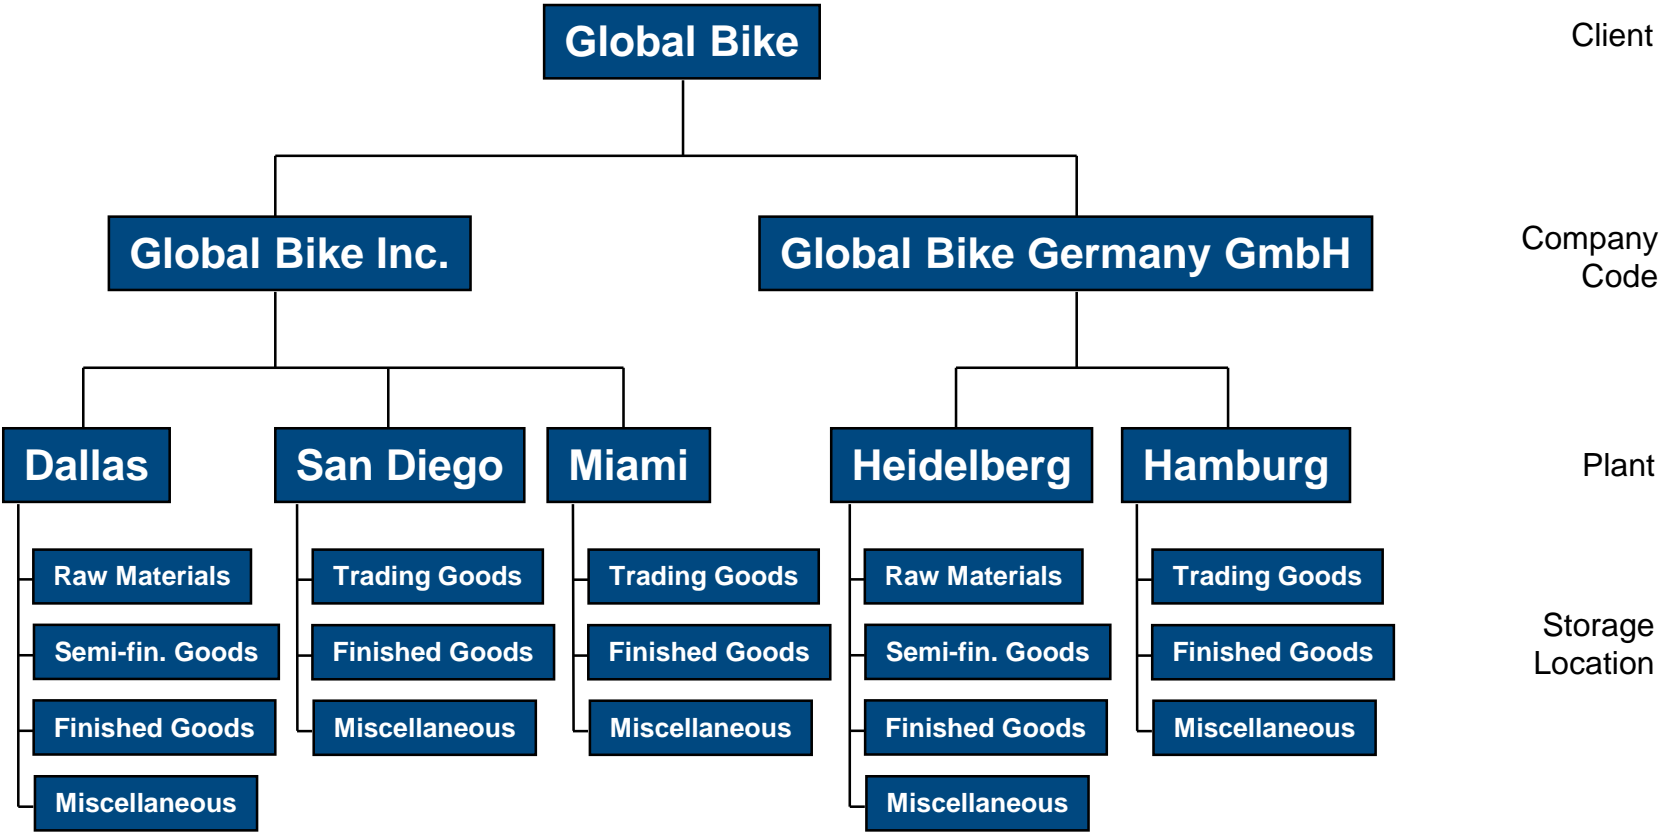 Global Bike
Client
Global Bike Inc.
Global Bike Germany GmbH
Company
Code
Dallas
San Diego
Miami
Heidelberg
Hamburg
Plant
Raw Materials
Trading Goods
Trading Goods
Raw Materials
Trading Goods
Semi-fin. Goods
Finished Goods
Finished Goods
Semi-fin. Goods
Finished Goods
Storage
Location
Finished Goods
Miscellaneous
Miscellaneous
Finished Goods
Miscellaneous
Miscellaneous
Miscellaneous